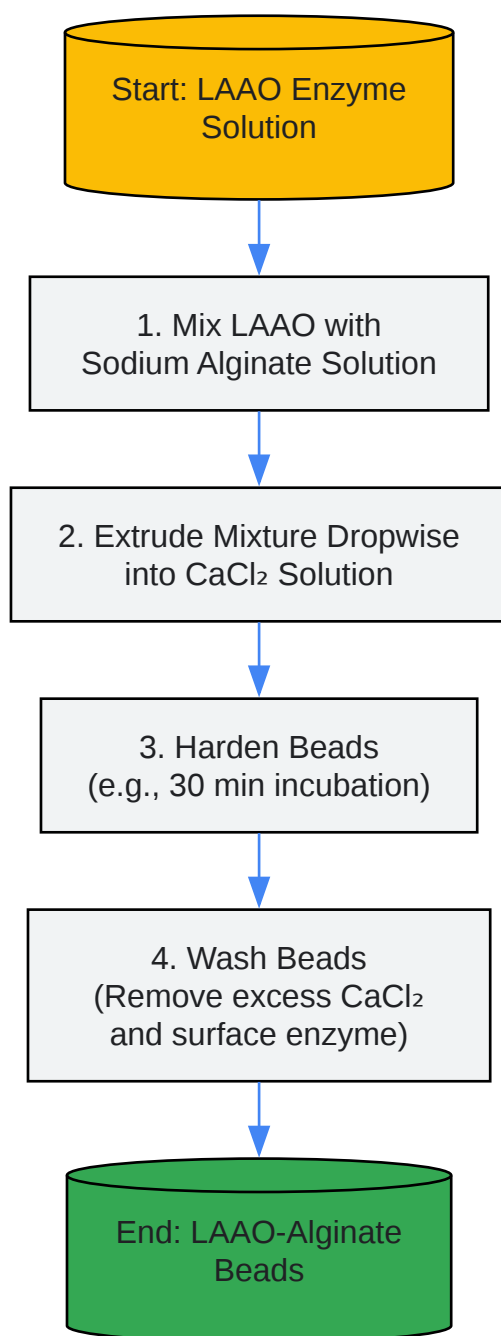 Start: LAAO Enzyme
Solution
1. Mix LAAO with
Sodium Alginate Solution
2. Extrude Mixture Dropwise
into CaCl₂ Solution
3. Harden Beads
(e.g., 30 min incubation)
4. Wash Beads
(Remove excess CaCl₂
and surface enzyme)
End: LAAO-Alginate
Beads